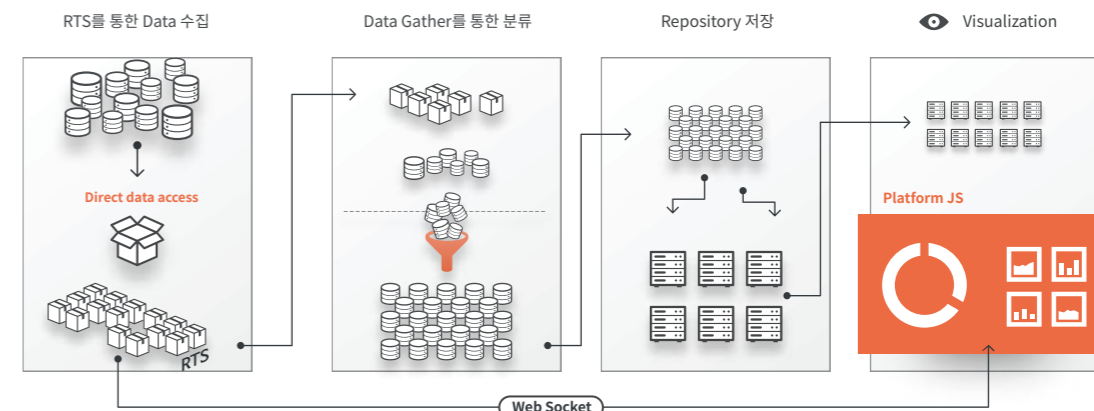 RTS를 통한 Data 수집
Data Gather를 통한 분류
Repository 저장
Visualization
Direct data access
Platform JS
RTS
Web Socket